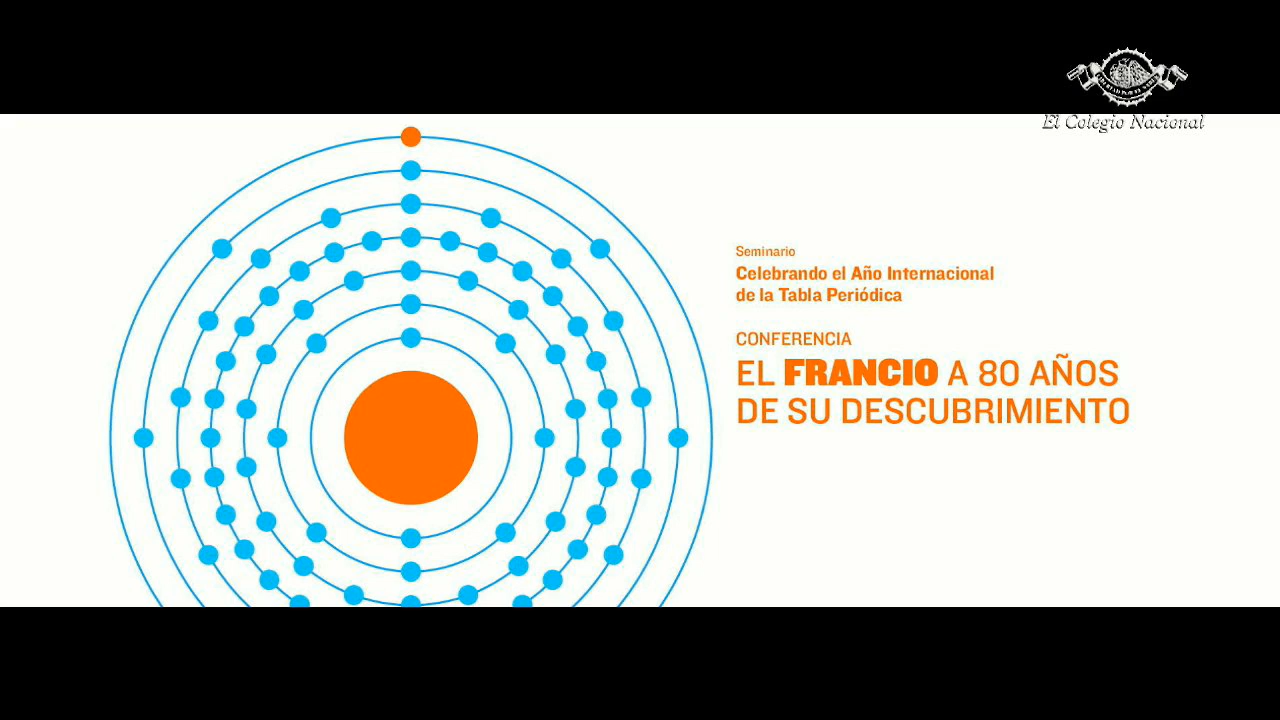 El Colegio Nacional
Seminario
Celebrando el Año Internacional
de la Tabla Periódica
CONFERENCIA
EL FRANCIO A 80 AÑOS
DE SU DESCUBRIMIENTO